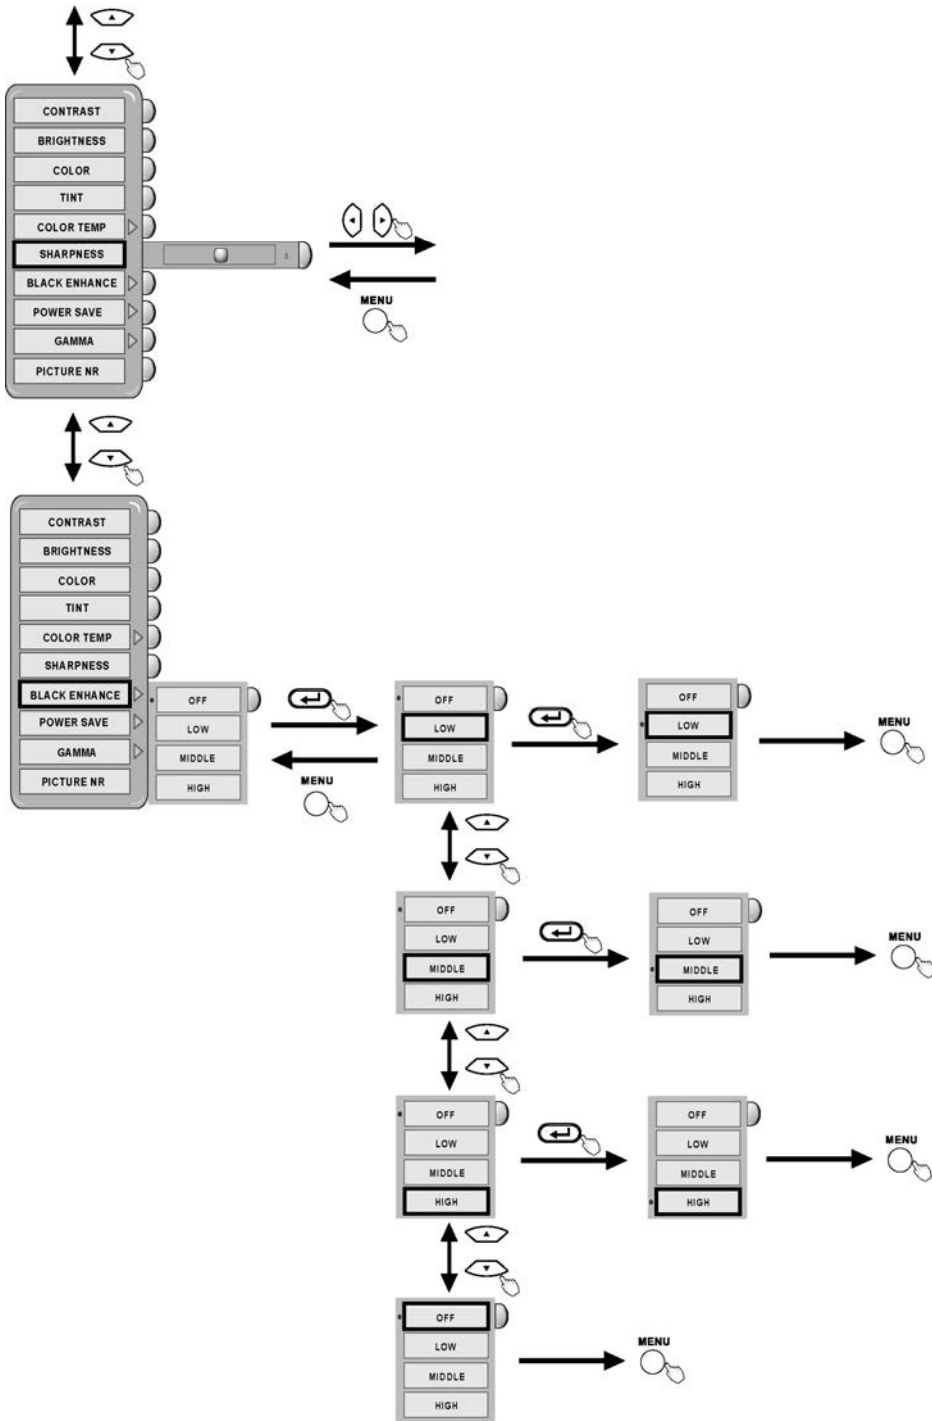 CONTRAST
BRIGHTNESS
COLOR
TINT
COLOR TEMP
SHARPNESS
BLACK ENHANCE
POWER SAVE
GAMMA
PICTURE NR
MENU
CONTRAST
BRIGHTNESS
COLOR
TINT
COLOR TEMP
SHARPNESS
BLACK ENHANCE
POWER SAVE
GAMMA
PICTURE NR
OFF
LOW
MIDDLE
HIGH
MENU
OFF
LOW
MIDDLE
HIGH
OFF
LOW
MIDDLE
HIGH
MENU
OFF
LOW
MIDDLE
HIGH
OFF
LOW
MIDDLE
HIGH
MENU
OFF
LOW
MIDDLE
HIGH
OFF
LOW
MIDDLE
HIGH
MENU
OFF
LOW
MIDDLE
HIGH
MENU